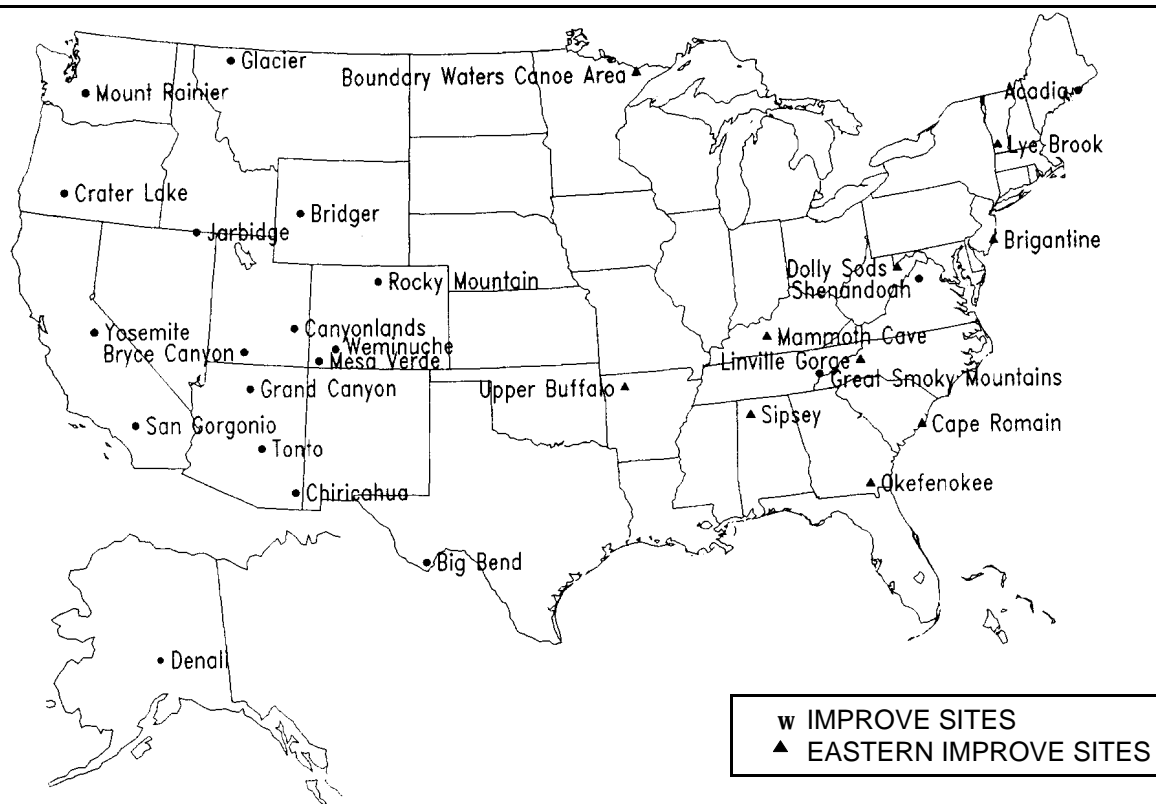 Glacier
Boundary Waters Canoe Area
Mount Rainier
Acadia
Lye Brook
Crater Lake
Bridger
Jarbidge
Brigantine
Dolly Sods
Rocky Mountain
Shenandoah
Canyonlands
Yosemite
Mammoth Cave
Weminuche
Bryce Canyon
Mesa Verde
Linville Gorge
Great Smoky Mountains
Grand Canyon
Upper Buffalo
Sipsey
San Gorgonio
Cape Romain
Tonto
Okefenokee
Chiricahua
Big Bend
Denali
w IMPROVE SITES
▲ EASTERN IMPROVE SITES